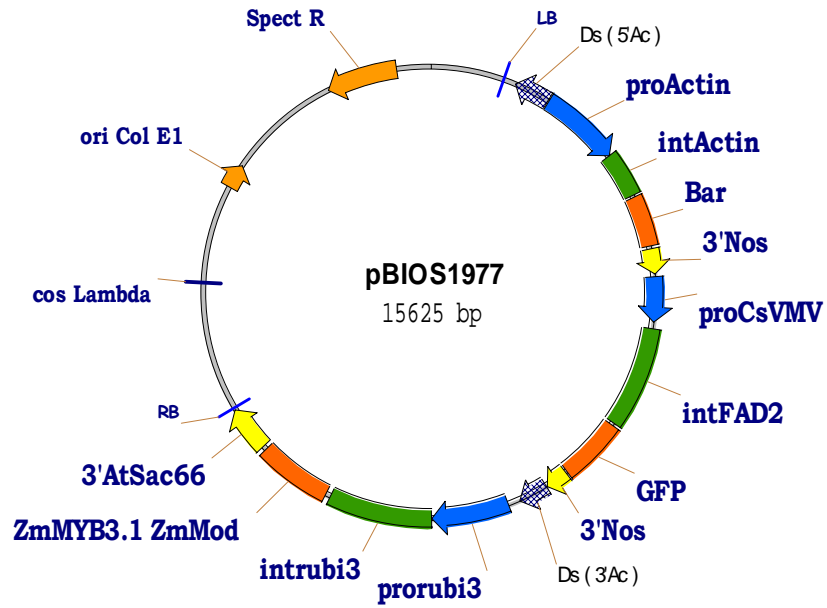 Spect R
LB
Ds (5'Ac)
proActin
intActin
Bar
3'Nos
proCsVMV
intFAD2
GFP
3'Nos
Ds (3'Ac)
prorubi3
intrubi3
ZmMYB3.1 ZmMod
3'AtSac66
RB
cos Lambda
ori Col E1
pBIOS1977
15625 bp